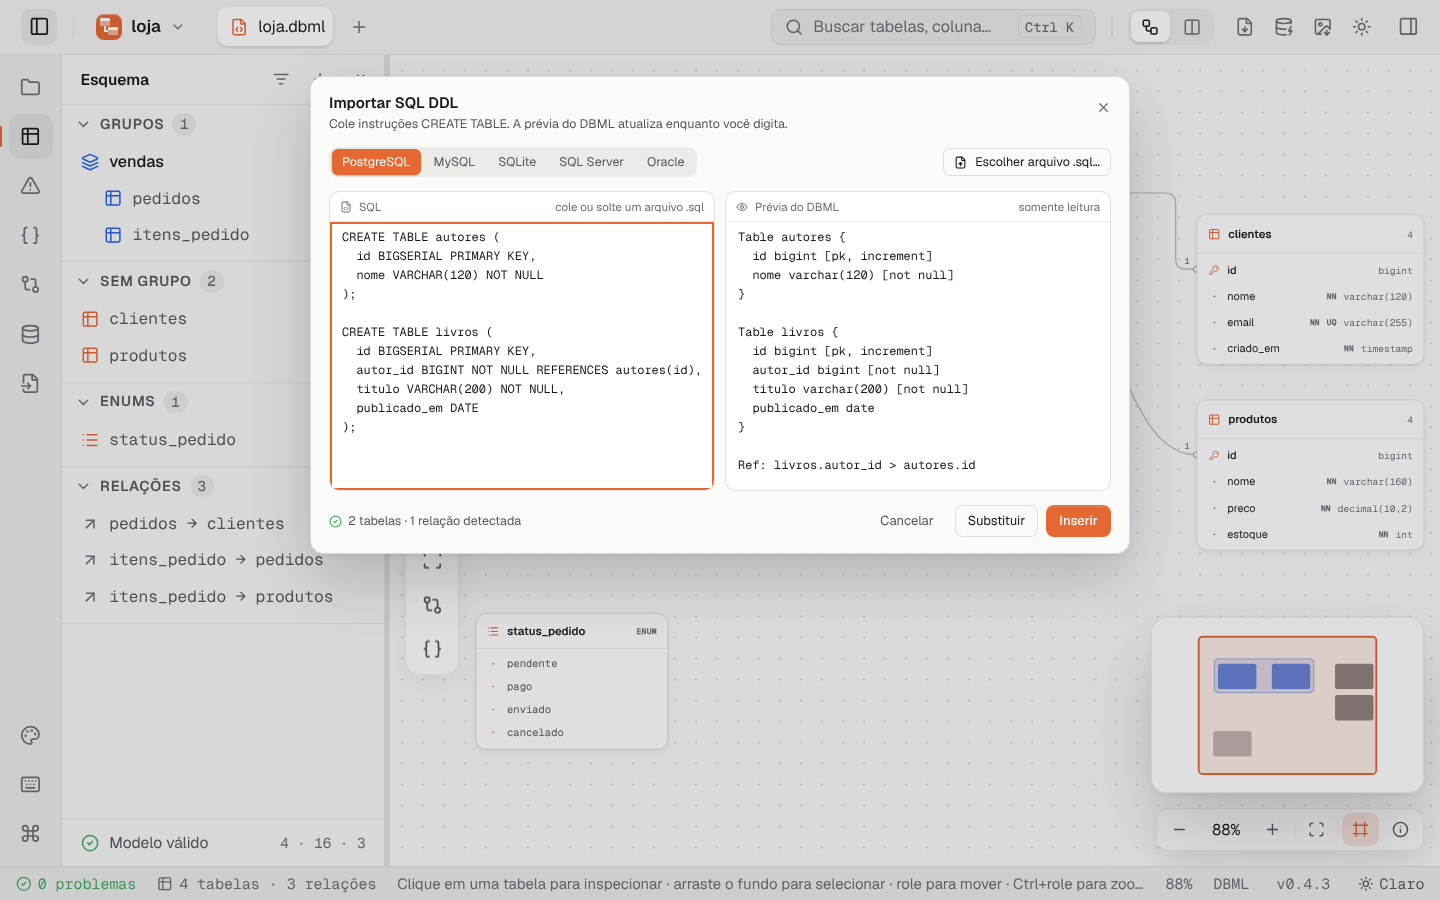 loja
loja.dbml
Buscar tabelas, coluna...
Ctrl K
Esquema
GRUPOS 1
vendas
pedidos
itens_pedido
SEM GRUPO 2
clientes
produtos
ENUMS 1
status_pedido
RELAÇÕES 3
pedidos → clientes
itens_pedido → pedidos
itens_pedido → produtos
Modelo válido 4 · 16 · 3
Importar SQL DDL
Cole instruções CREATE TABLE. A prévia do DBML atualiza enquanto você digita.
PostgreSQL MySQL SQLite SQL Server Oracle
Escolher arquivo .sql...
SQL cole ou solte um arquivo .sql
CREATE TABLE autores (
  id BIGSERIAL PRIMARY KEY,
  nome VARCHAR(120) NOT NULL
);

CREATE TABLE livros (
  id BIGSERIAL PRIMARY KEY,
  autor_id BIGINT NOT NULL REFERENCES autores(id),
  titulo VARCHAR(200) NOT NULL,
  publicado_em DATE
);
Prévia do DBML somente leitura
Table autores {
  id bigint [pk, increment]
  nome varchar(120) [not null]
}

Table livros {
  id bigint [pk, increment]
  autor_id bigint [not null]
  titulo varchar(200) [not null]
  publicado_em date
}

Ref: livros.autor_id > autores.id
2 tabelas · 1 relação detectada
Cancelar
Substituir
Inserir
1
clientes 4
id bigint
nome NN varchar(120)
email NN UQ varchar(255)
criado_em NN timestamp
1
produtos 4
id bigint
nome NN varchar(160)
preco NN decimal(10,2)
estoque NN int
status_pedido ENUM
pendente
pago
enviado
cancelado
88%
0 problemas
4 tabelas · 3 relações
Clique em uma tabela para inspecionar · arraste o fundo para selecionar · role para mover · Ctrl+role para zoo...
88%
DBML
v0.4.3
Claro